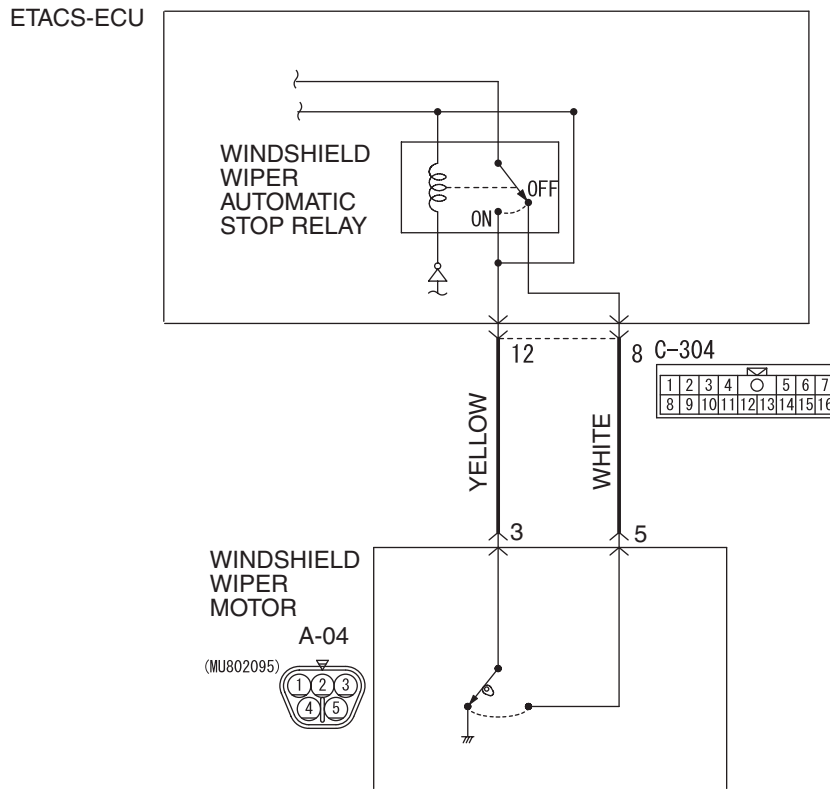 ETACS-ECU
WINDSHIELD
WIPER
AUTOMATIC
STOP RELAY
OFF
ON
12
8 C-304
1 2 3 4 5 6 7
8 9 10 11 12 13 14 15 16
YELLOW
WHITE
3
5
WINDSHIELD
WIPER
MOTOR
A-04
(MU802095)
1 2 3
4 5